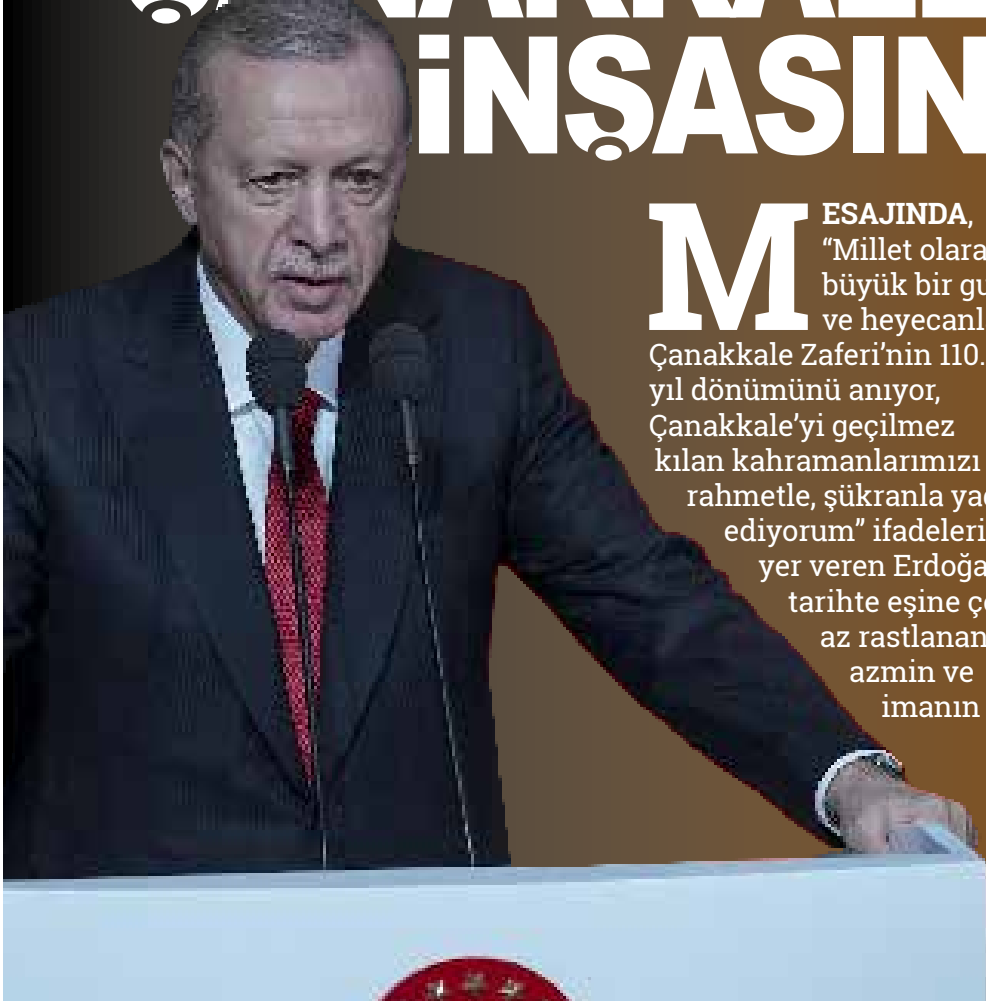 İNŞASIN
MESAJINDA,
“Millet olara
büyük bir gu
ve heyecanl
Çanakkale Zaferi’nin 110.
yıl dönümünü anıyor,
Çanakkale’yi geçilmez
kılan kahramanlarımızı
rahmetle, şükranla ya
ediyorum” ifadeleri
yer veren Erdoğa
tarihte eşine ç
az rastlanan
azmin ve
imanın